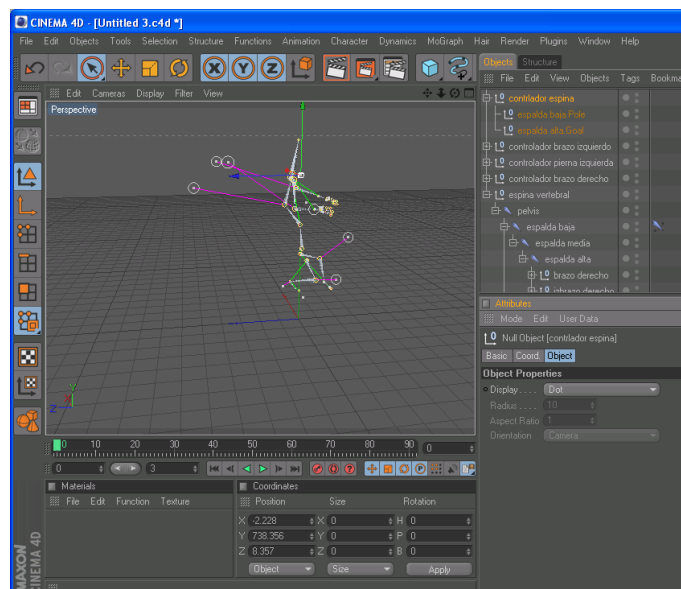 CINEMA 4D - [Untitled 3.c4d *]
File Edit Objects Tools Selection Structure Functions Animation Character Dynamics MoGraph Hair Render Plugins Window Help
Objects Structure
File Edit View Objects Tags Bookma
Edit Cameras Display Filter View
Perspective
contrlador espina
espalda baja.Pole
espalda alta.Goal
controlador brazo izquierdo
controlador pierna izquierda
controlador brazo derecho
espina vertebral
pelvis
espalda baja
espalda media
espalda alta
brazo derecho
izbrazo derecho
Attributes
Mode Edit User Data
Null Object [contrlador espina]
Basic Coord. Object
Object Properties
Display . . . . Dot
Radius . . . . 10
Aspect Ratio 1
Orientation Camera
Y
X
Z
0 10 20 30 40 50 60 70 80 90 0
0 3
Materials
File Edit Function Texture
Coordinates
Position Size Rotation
X -2.228 X 0 H 0
Y 738.356 Y 0 P 0
Z 8.357 Z 0 B 0
Object Size Apply
MAXON
CINEMA 4D